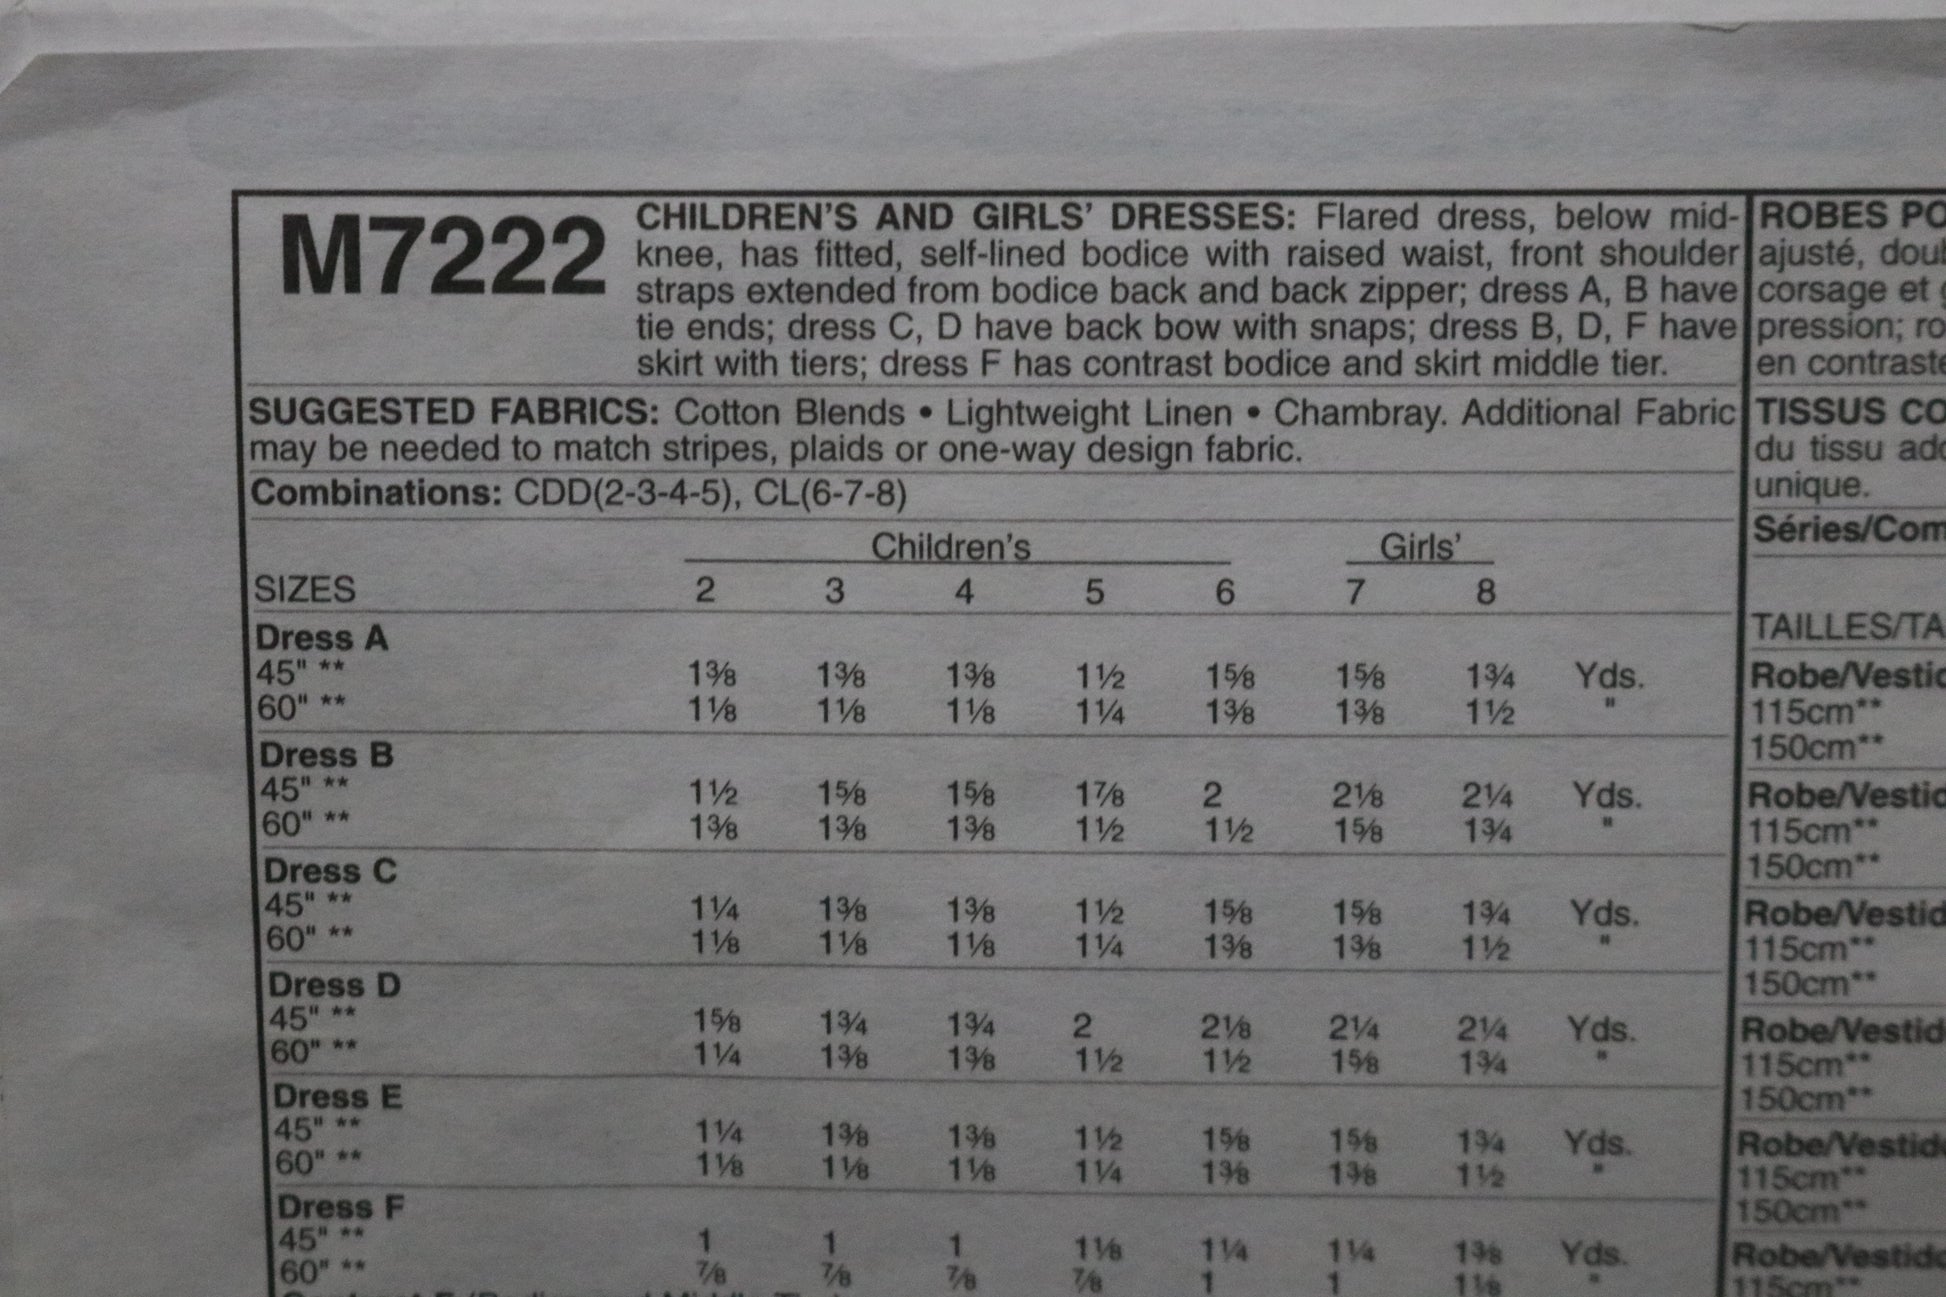 M7222
CHILDREN'S AND GIRLS' DRESSES: Flared dress, below mid-
knee, has fitted, self-lined bodice with raised waist, front shoulder
straps extended from bodice back and back zipper; dress A, B have
tie ends; dress C, D have back bow with snaps; dress B, D, F have
skirt with tiers; dress F has contrast bodice and skirt middle tier.
SUGGESTED FABRICS: Cotton Blends • Lightweight Linen • Chambray. Additional Fabric
may be needed to match stripes, plaids or one-way design fabric.
Combinations: CDD(2-3-4-5), CL(6-7-8)
Children's Girls'
SIZES 2 3 4 5 6 7 8
Dress A
45" ** 1⅜ 1⅜ 1⅜ 1½ 1⅝ 1⅝ 1¾ Yds.
60" ** 1⅛ 1⅛ 1⅛ 1¼ 1⅜ 1⅜ 1½ "
Dress B
45" ** 1½ 1⅝ 1⅝ 1⅞ 2 2⅛ 2¼ Yds.
60" ** 1⅜ 1⅜ 1⅜ 1½ 1½ 1⅝ 1¾ "
Dress C
45" ** 1¼ 1⅜ 1⅜ 1½ 1⅝ 1⅝ 1¾ Yds.
60" ** 1⅛ 1⅛ 1⅛ 1¼ 1⅜ 1⅜ 1½ "
Dress D
45" ** 1⅝ 1¾ 1¾ 2 2⅛ 2¼ 2¼ Yds.
60" ** 1¼ 1⅜ 1⅜ 1½ 1½ 1⅝ 1¾ "
Dress E
45" ** 1¼ 1⅜ 1⅜ 1½ 1⅝ 1⅝ 1¾ Yds.
60" ** 1⅛ 1⅛ 1⅛ 1¼ 1⅜ 1⅜ 1½ "
Dress F
45" ** 1 1 1 1⅛ 1¼ 1¼ 1⅜ Yds.
60" ** ⅞ ⅞ ⅞ ⅞ 1 1 1⅛ "
ROBES PO
ajusté, doul
corsage et
pression; ro
en contraste
TISSUS CO
du tissu add
unique.
Séries/Com
TAILLES/TA
Robe/Vestid
115cm**
150cm**
Robe/Vestid
115cm**
150cm**
Robe/Vestid
115cm**
150cm**
Robe/Vestid
115cm**
150cm**
Robe/Vestido
115cm**
150cm**
Robe/Vestido
115cm**